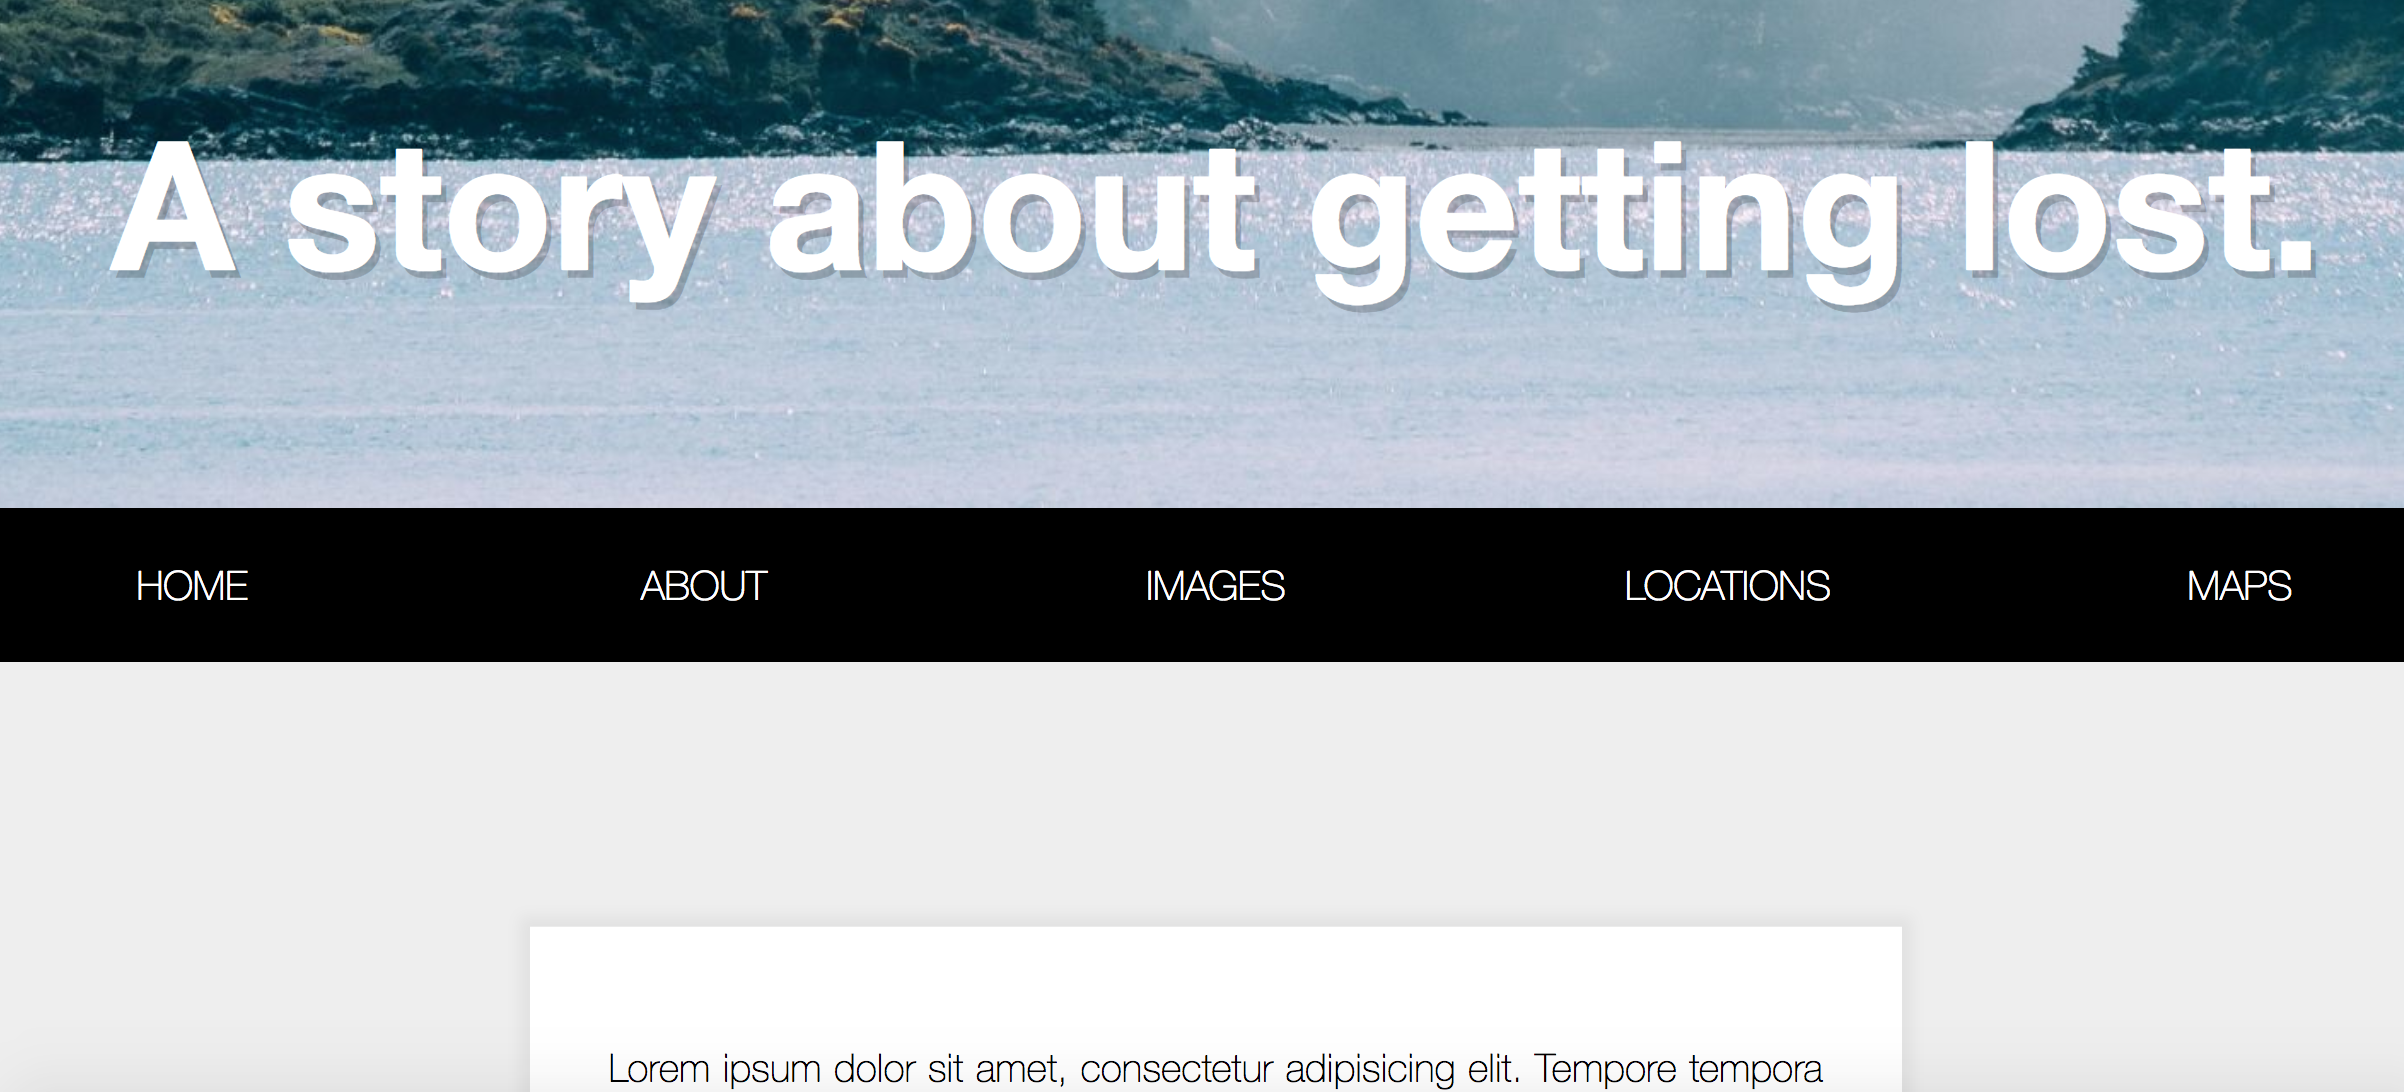 A story about getting lost.
HOME ABOUT IMAGES LOCATIONS MAPS
Lorem ipsum dolor sit amet, consectetur adipisicing elit. Tempore tempora